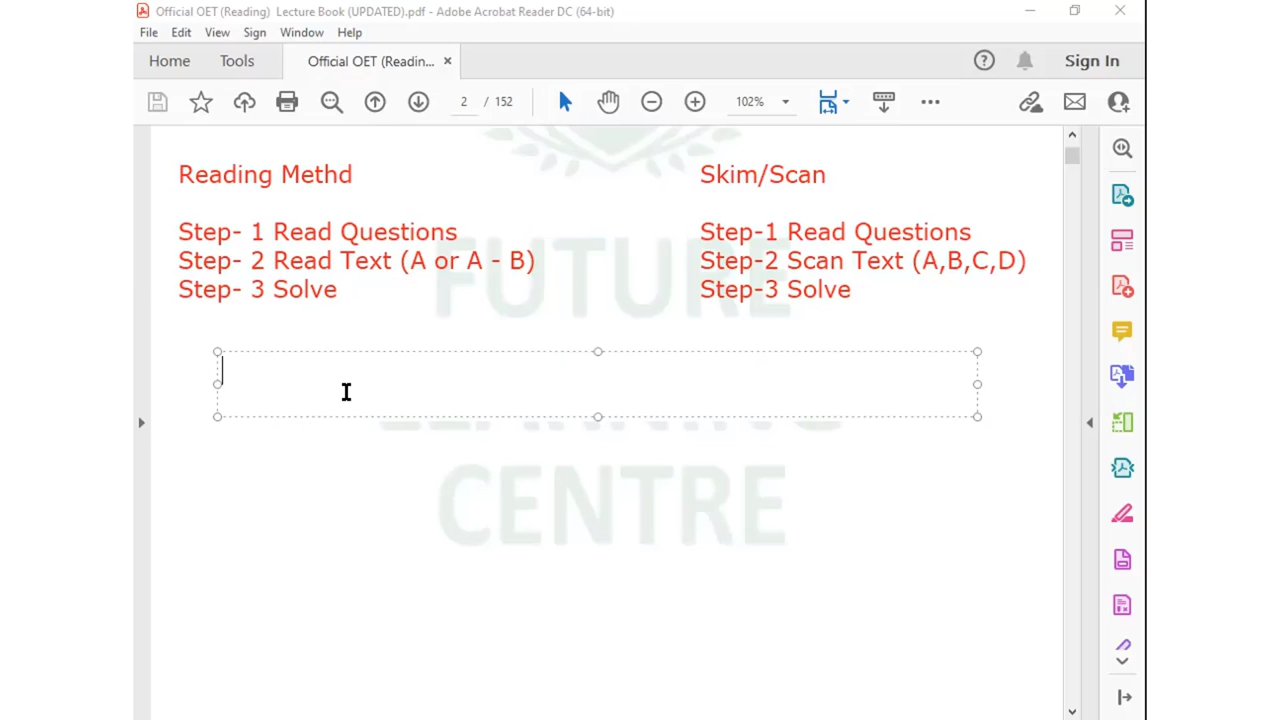 Official OET (Reading) Lecture Book (UPDATED).pdf - Adobe Acrobat Reader DC (64-bit)
File Edit View Sign Window Help
Home Tools Official OET (Readin... × Sign In
2 / 152 102%
Reading Methd Skim/Scan
Step- 1 Read Questions Step-1 Read Questions
Step- 2 Read Text (A or A - B) Step-2 Scan Text (A,B,C,D)
Step- 3 Solve Step-3 Solve
FUTURE
CENTRE